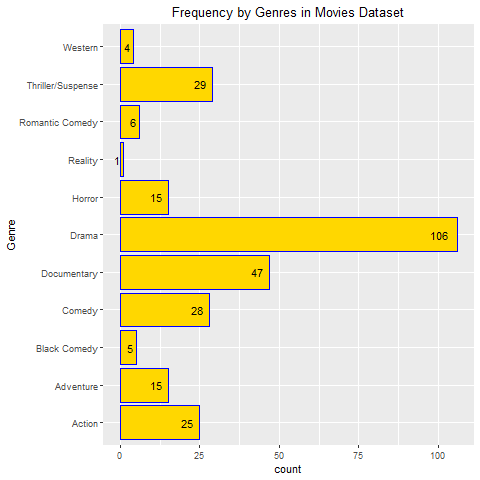 Frequency by Genres in Movies Dataset
Genre
Western 4
Thriller/Suspense 29
Romantic Comedy 6
Reality 1
Horror 15
Drama 106
Documentary 47
Comedy 28
Black Comedy 5
Adventure 15
Action 25
0 25 50 75 100
count